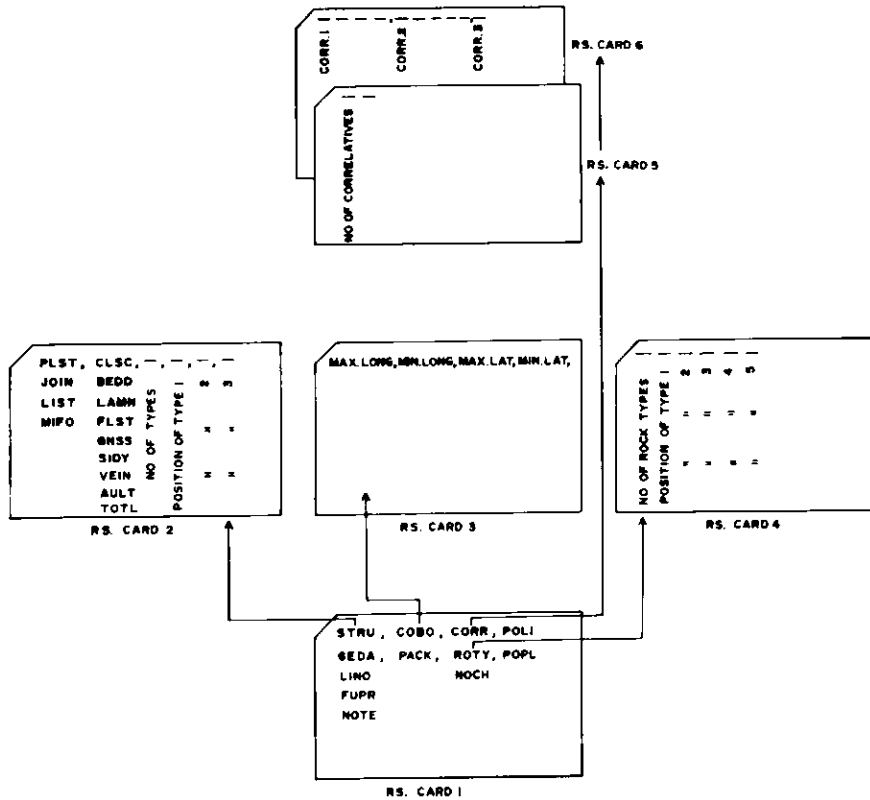 CORR.1 — — — — — , CORR.2 — — — — — , CORR.3 — — —
RS. CARD 6
NO OF CORRELATIVES — —
RS. CARD 5
PLST, CLSC, —, —, —, —
JOIN BEDD
LIST LAMN
MIFO FLST
GNSS
SIDY
VEIN
AULT
TOTL
NO OF TYPES
POSITION OF TYPE 1
" " 2
" " 3
RS. CARD 2
MAX.LONG, MIN.LONG, MAX.LAT, MIN.LAT,
RS. CARD 3
NO OF ROCK TYPES
POSITION OF TYPE 1
" " 2
" " 3
" " 4
" " 5
RS. CARD 4
STRU, COBO, CORR, POLI
GEDA, PACK, ROTY, POPL
LINO NOCH
FUPR
NOTE
RS. CARD 1